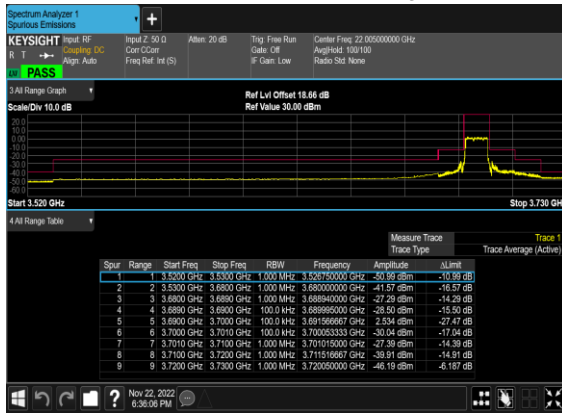 Spectrum Analyzer 1
Spurious Emissions
KEYSIGHT Input: RF Input Z: 50 Ω Atten: 20 dB Trig: Free Run Center Freq: 22.005000000 GHz
R T Coupling: DC Corr CCorr Gate: Off Avg|Hold: 100/100
Align: Auto Freq Ref: Int (S) IF Gain: Low Radio Std: None
PASS
3 All Range Graph
Ref Lvl Offset 18.66 dB
Scale/Div 10.0 dB Ref Value 30.00 dBm
20.0
10.0
0.00
-10.0
-20.0
-30.0
-40.0
-50.0
-60.0
Start 3.520 GHz Stop 3.730 GH
4 All Range Table
Measure Trace Trace 1
Trace Type Trace Average (Active)
Spur Range Start Freq Stop Freq RBW Frequency Amplitude ΔLimit
1 1 3.5200 GHz 3.5300 GHz 1.000 MHz 3.526750000 GHz -50.99 dBm -10.99 dB
2 2 3.5300 GHz 3.6800 GHz 1.000 MHz 3.680000000 GHz -41.57 dBm -16.57 dB
3 3 3.6800 GHz 3.6890 GHz 1.000 MHz 3.688940000 GHz -27.29 dBm -14.29 dB
4 4 3.6890 GHz 3.6900 GHz 100.0 kHz 3.689995000 GHz -28.50 dBm -15.50 dB
5 5 3.6900 GHz 3.7000 GHz 100.0 kHz 3.691566667 GHz 2.534 dBm -27.47 dB
6 6 3.7000 GHz 3.7010 GHz 100.0 kHz 3.700053333 GHz -30.04 dBm -17.04 dB
7 7 3.7010 GHz 3.7100 GHz 1.000 MHz 3.701015000 GHz -27.39 dBm -14.39 dB
8 8 3.7100 GHz 3.7200 GHz 1.000 MHz 3.711516667 GHz -39.91 dBm -14.91 dB
9 9 3.7200 GHz 3.7300 GHz 1.000 MHz 3.720050000 GHz -46.19 dBm -6.187 dB
Nov 22, 2022
6:36:06 PM